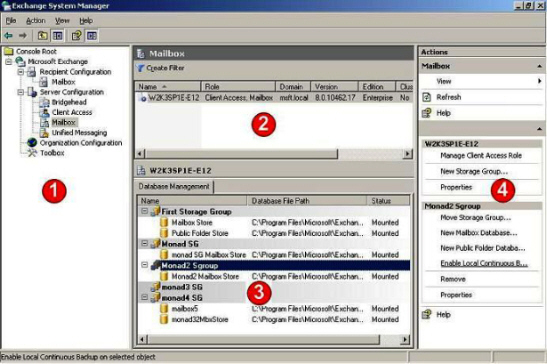 Exchange System Manager
File Action View Help
Console Root
Microsoft Exchange
Recipient Configuration
Mailbox
Server Configuration
Bridgehead
Client Access
Mailbox
Unified Messaging
Organization Configuration
Toolbox
1
Mailbox
Create Filter
Name Role Domain Version Edition Clus
W2K3SP1E-E12 Client Access, Mailbox msft.local 8.0.10462.17 Enterprise No
2
W2K3SP1E-E12
Database Management
Name Database File Path Status
First Storage Group
Mailbox Store C:\Program Files\Microsoft\Exchan... Mounted
Public Folder Store C:\Program Files\Microsoft\Exchan... Mounted
Monad SG
monad SG Mailbox Store C:\Program Files\Microsoft\Exchan... Mounted
Monad2 Sgroup
Monad2 Mailbox Store C:\Program Files\Microsoft\Exchan... Mounted
monad3 SG
monad4 SG
mailbox5 C:\Program Files\Microsoft\Exchan... Mounted
monad32MbxStore C:\Program Files\Microsoft\Exchan... Mounted
3
Actions
Mailbox
View
Refresh
Help
W2K3SP1E-E12
Manage Client Access Role
New Storage Group...
Properties
4
Monad2 Sgroup
Move Storage Group...
New Mailbox Database...
New Public Folder Databa...
Enable Local Continuous B...
Remove
Properties
Help
Enable Local Continuous Backup on selected object